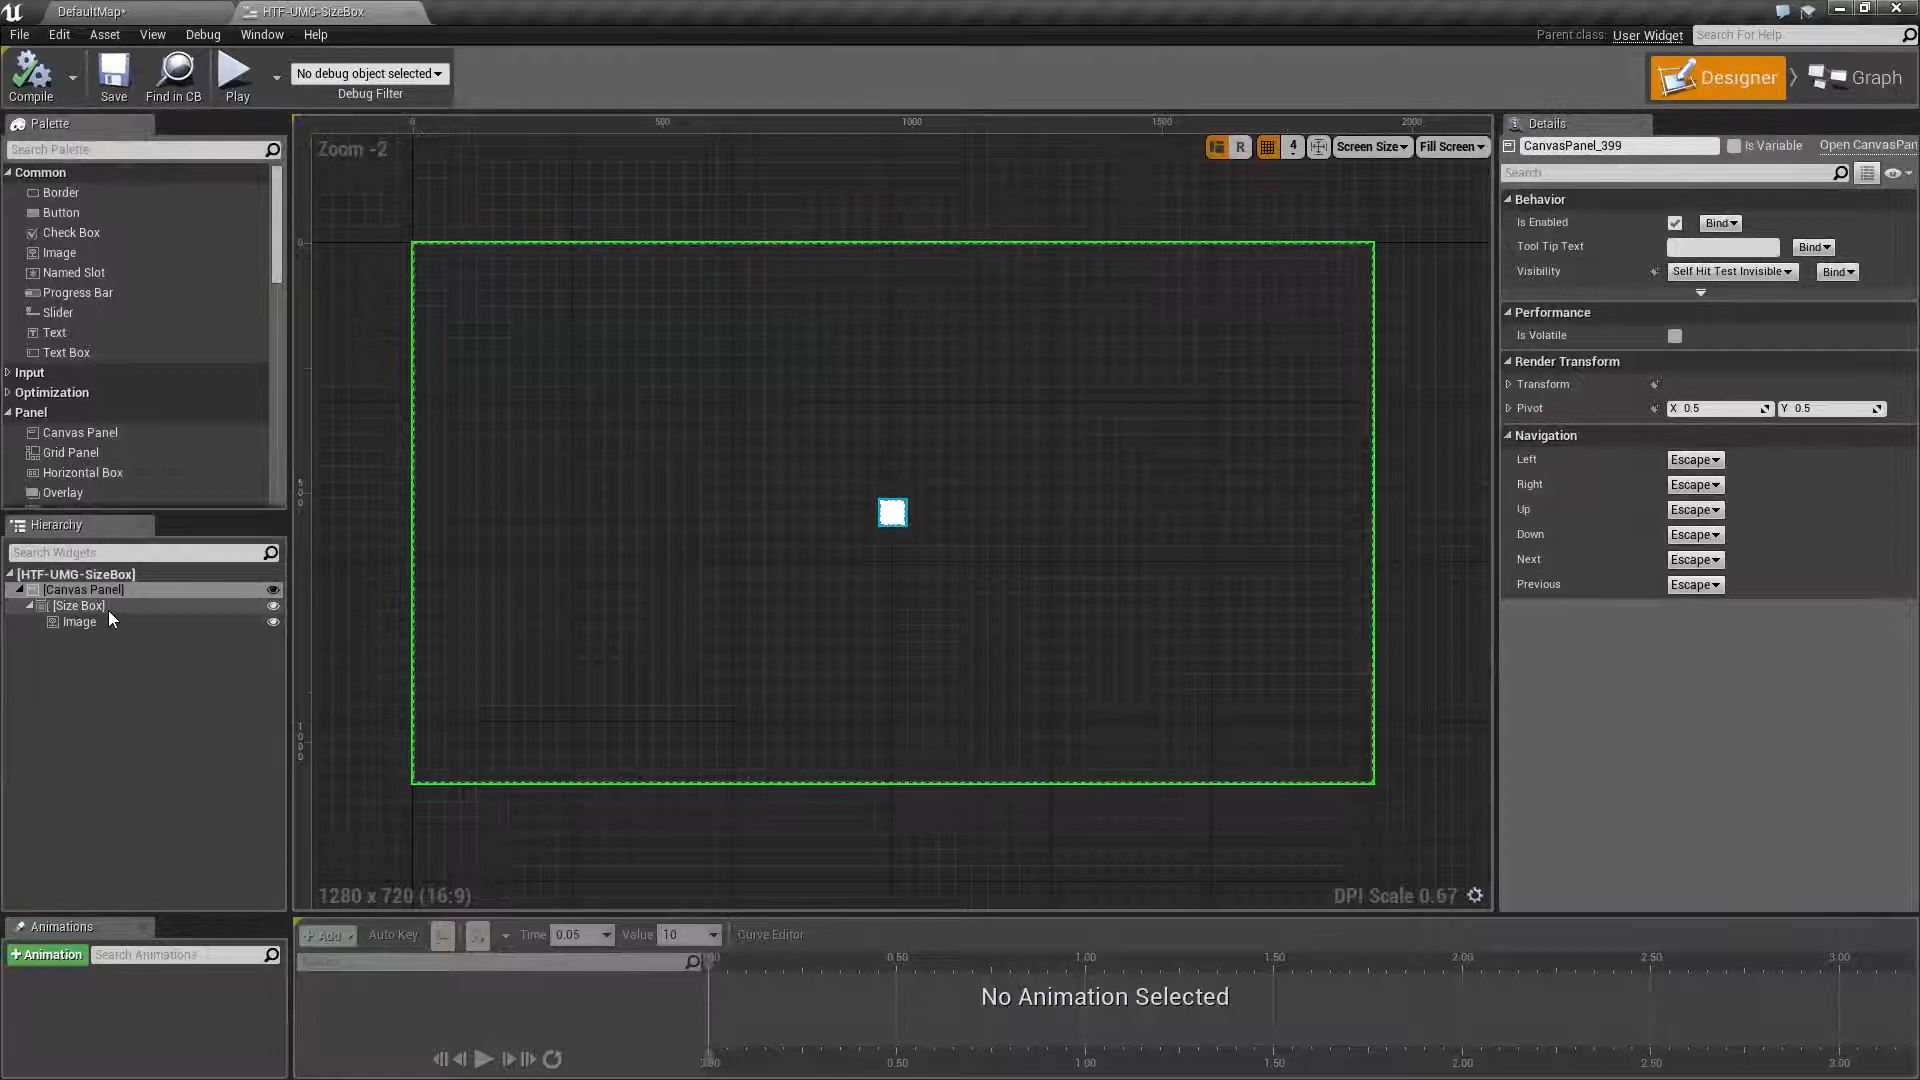 DefaultMap*
HTF-UMG-SizeBox
File Edit Asset View Debug Window Help
Parent class: User Widget
Search For Help
Compile
Save
Find in CB
Play
No debug object selected
Debug Filter
Designer
Graph
Palette
Search Palette
Common
Border
Button
Check Box
Image
Named Slot
Progress Bar
Slider
Text
Text Box
Input
Optimization
Panel
Canvas Panel
Grid Panel
Horizontal Box
Overlay
Hierarchy
Search Widgets
[HTF-UMG-SizeBox]
[Canvas Panel]
[Size Box]
Image
0 500 1000 1500 2000
Zoom -2
R
4
Screen Size
Fill Screen
0
500
1000
1280 x 720 (16:9)
DPI Scale 0.67
Details
CanvasPanel_399
Is Variable
Open CanvasPan
Search
Behavior
Is Enabled
Bind
Tool Tip Text
Bind
Visibility
Self Hit Test Invisible
Bind
Performance
Is Volatile
Render Transform
Transform
Pivot
X 0.5
Y 0.5
Navigation
Left Escape
Right Escape
Up Escape
Down Escape
Next Escape
Previous Escape
Animations
+Animation
Search Animations
+ Add
Auto Key
Time 0.05
Value 10
Curve Editor
0.50 1.00 1.50 2.00 2.50 3.00
No Animation Selected
0.50 1.00 1.50 2.00 2.50 3.00